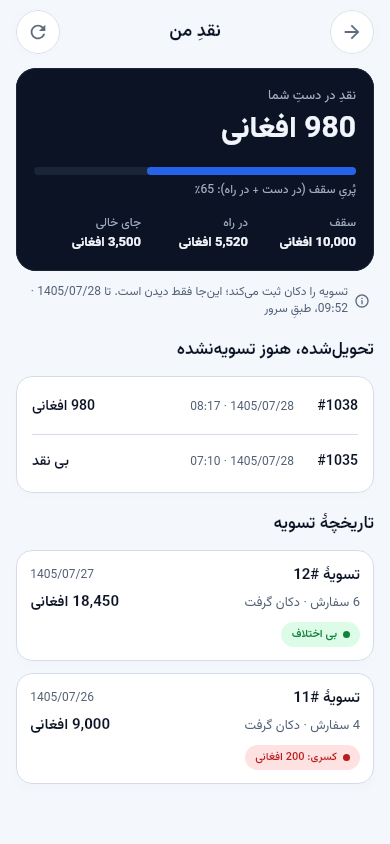 نقدِ من
نقدِ در دستِ شما
980 افغانی
پُریِ سقف (در دست + در راه): 65٪
سقف
در راه
جای خالی
10,000 افغانی
5,520 افغانی
3,500 افغانی
تسویه را دکان ثبت می‌کند؛ این‌جا فقط دیدن است. تا 1405/07/28 ·
09:52، طبقِ سرور
تحویل‌شده، هنوز تسویه‌نشده
#1038 1405/07/28 · 08:17 980 افغانی
#1035 1405/07/28 · 07:10 بی نقد
تاریخچهٔ تسویه
تسویهٔ #12 1405/07/27
6 سفارش · دکان گرفت 18,450 افغانی
بی اختلاف
تسویهٔ #11 1405/07/26
4 سفارش · دکان گرفت 9,000 افغانی
کسری: 200 افغانی